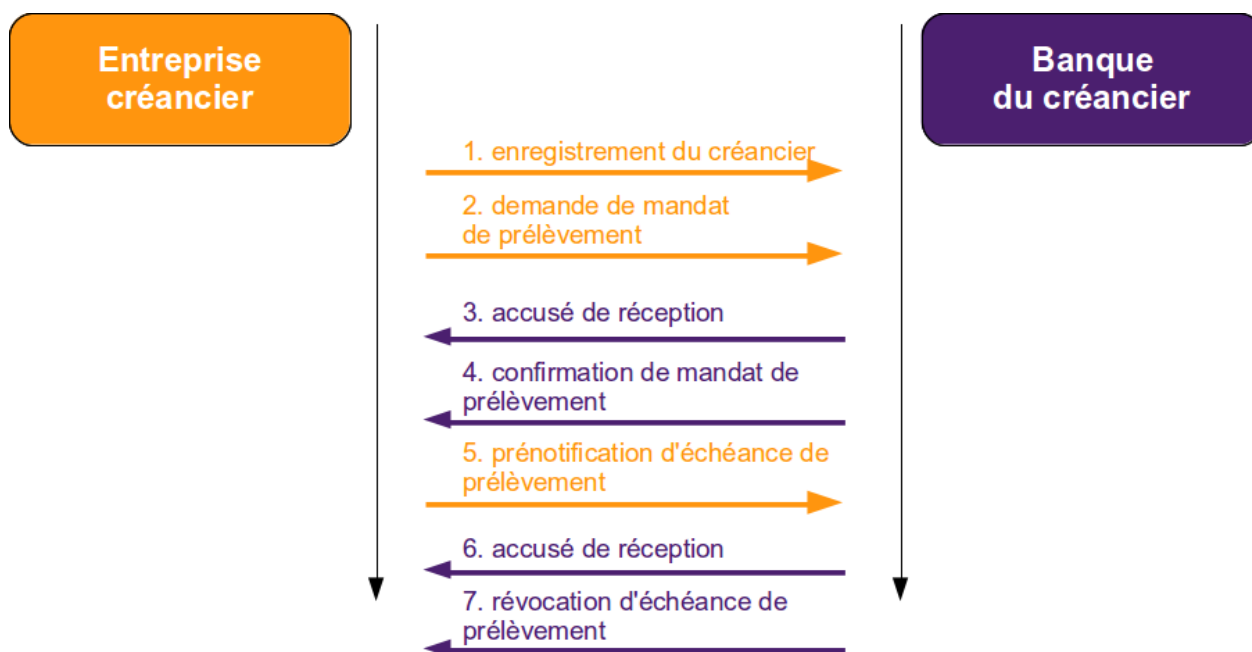 Entreprise
créancier
Banque
du créancier
1. enregistrement du créancier
2. demande de mandat
de prélèvement
3. accusé de réception
4. confirmation de mandat de
prélèvement
5. prénotification d'échéance de
prélèvement
6. accusé de réception
7. révocation d'échéance de
prélèvement